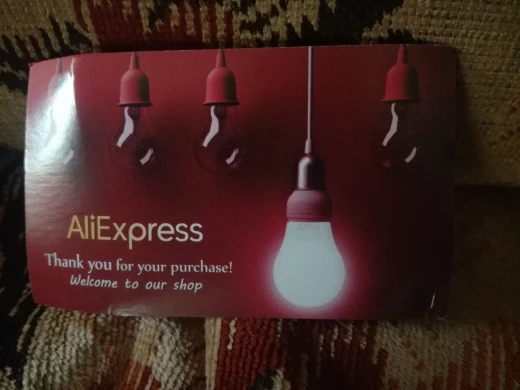 AliExpress
Thank you for your purchase!
Welcome to our shop